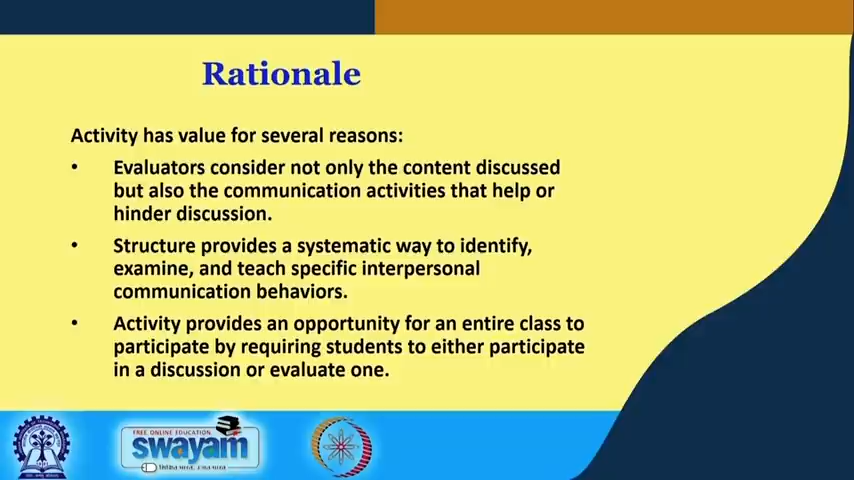 Rationale
Activity has value for several reasons:
• Evaluators consider not only the content discussed
but also the communication activities that help or
hinder discussion.
• Structure provides a systematic way to identify,
examine, and teach specific interpersonal
communication behaviors.
• Activity provides an opportunity for an entire class to
participate by requiring students to either participate
in a discussion or evaluate one.
FREE ONLINE EDUCATION
swayam